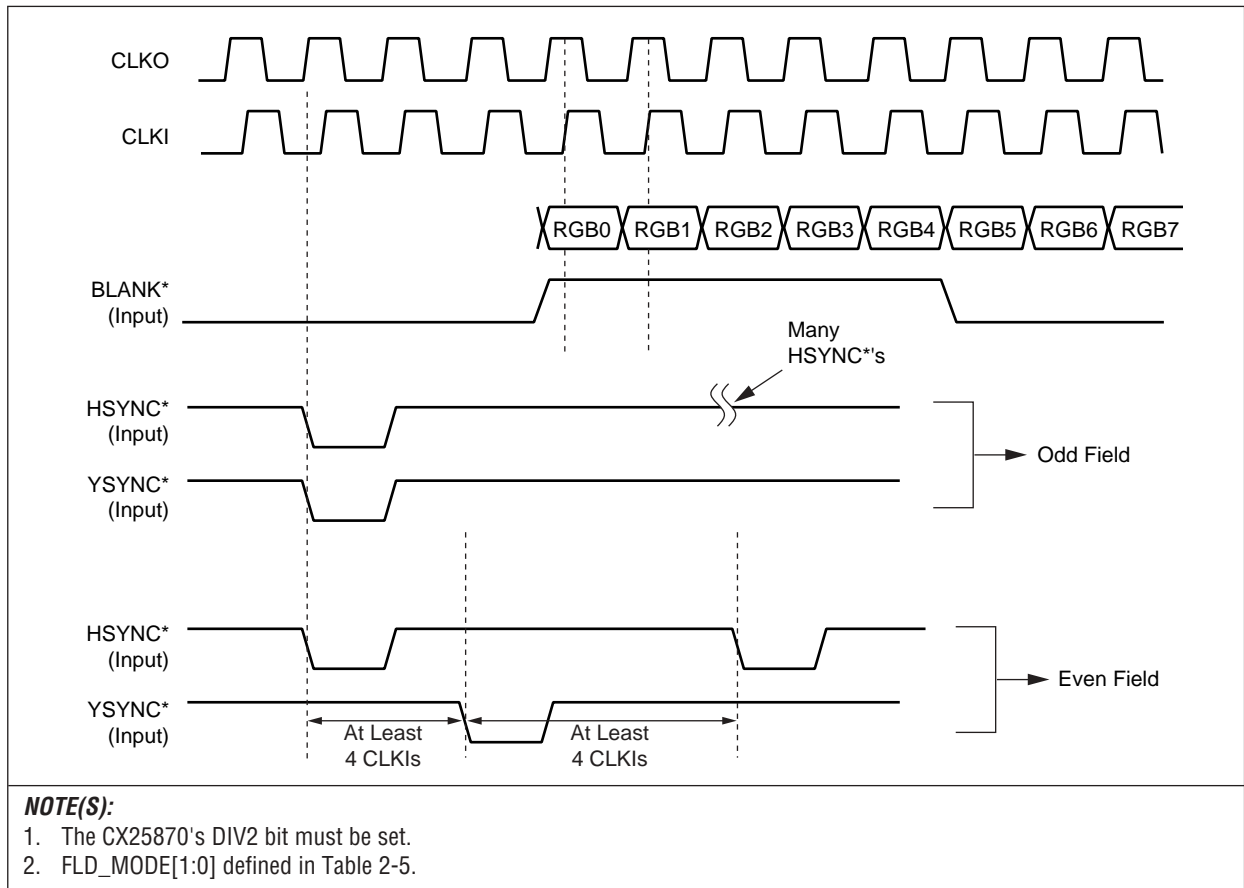 CLKO
CLKI
RGB0 RGB1 RGB2 RGB3 RGB4 RGB5 RGB6 RGB7
BLANK*
(Input)
Many
HSYNC*'s
HSYNC*
(Input)
Odd Field
YSYNC*
(Input)
HSYNC*
(Input)
Even Field
YSYNC*
(Input)
At Least
4 CLKIs
At Least
4 CLKIs
NOTE(S):
1. The CX25870's DIV2 bit must be set.
2. FLD_MODE[1:0] defined in Table 2-5.